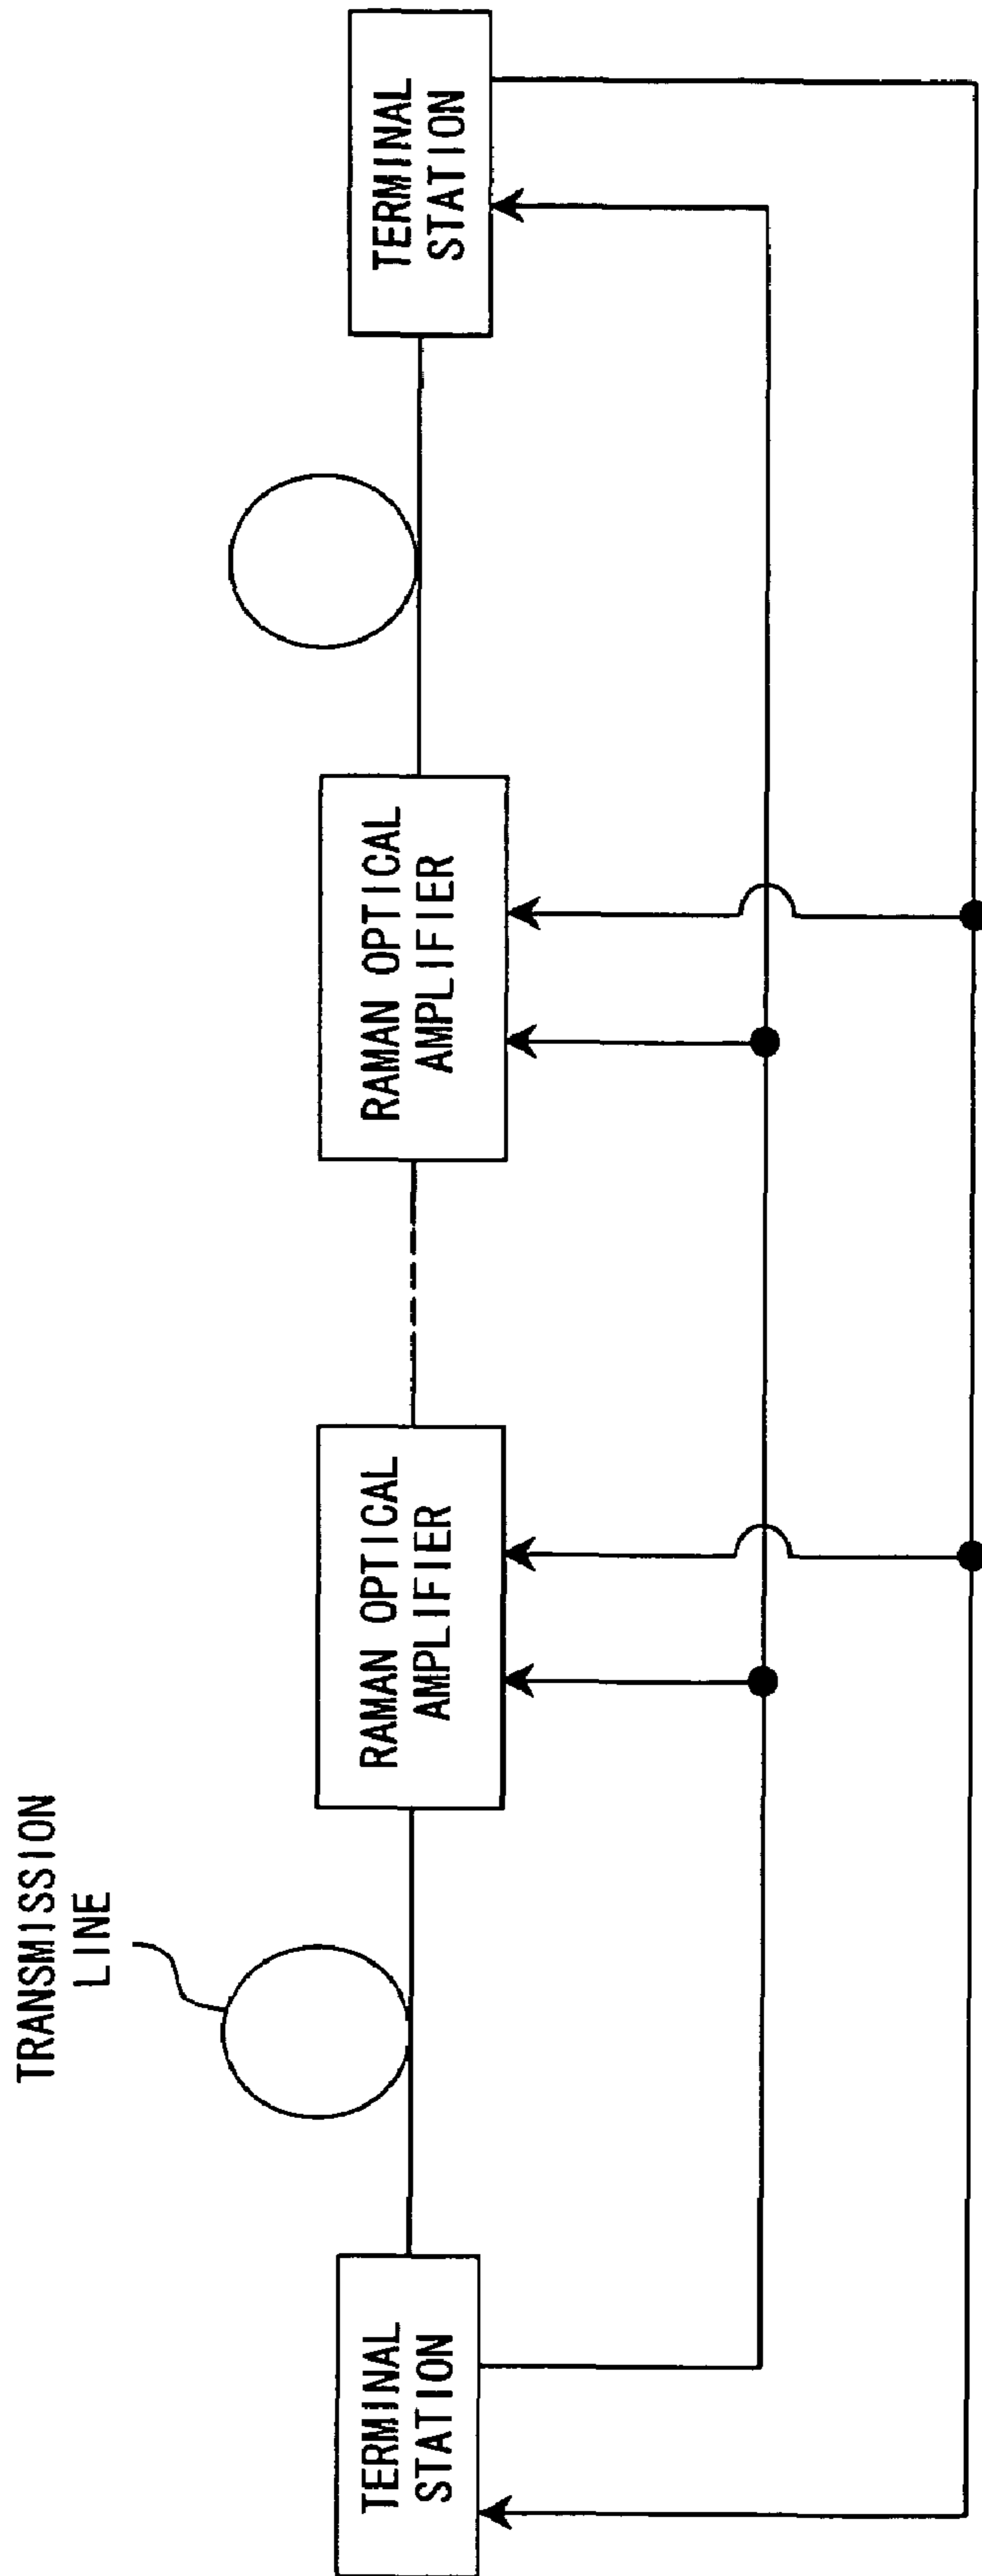 TRANSMISSION
LINE
TERMINAL
STATION
RAMAN OPTICAL
AMPLIFIER
RAMAN OPTICAL
AMPLIFIER
TERMINAL
STATION